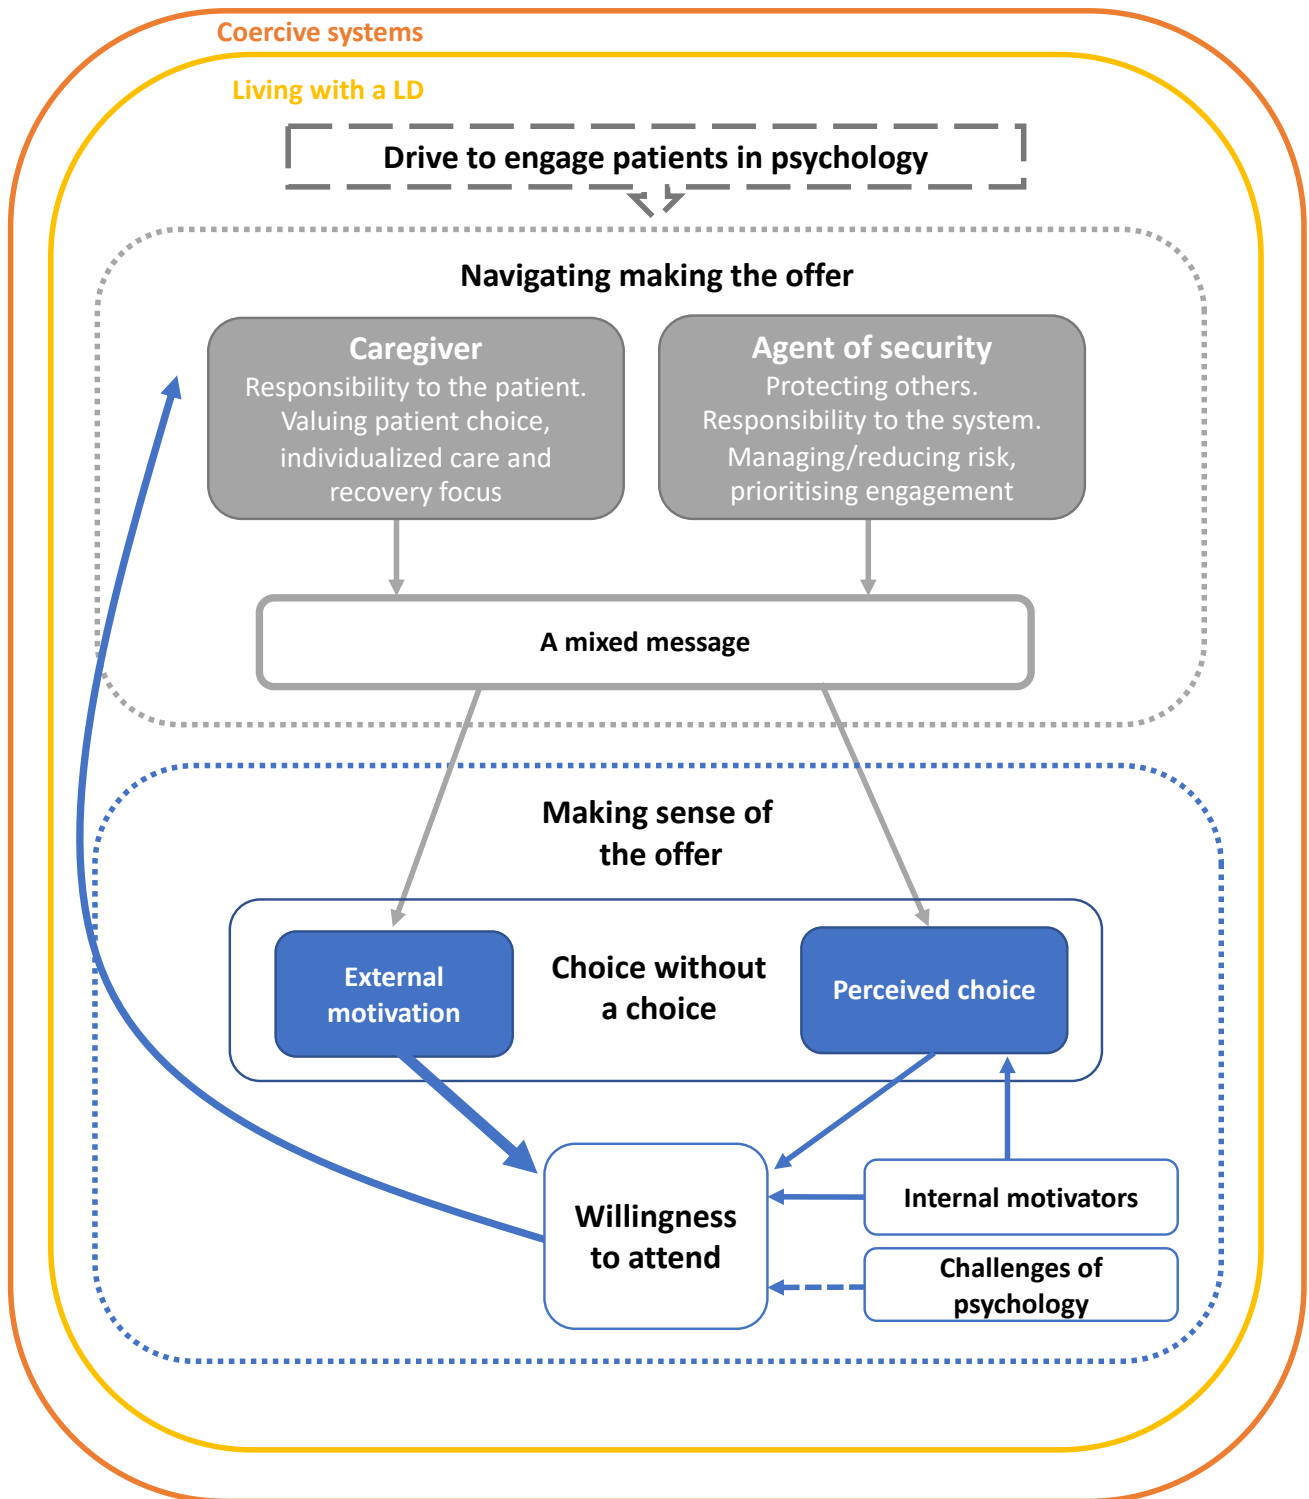 Coercive systems
Living with a LD
Drive to engage patients in psychology
Navigating making the offer
Caregiver
Responsibility to the patient.
Valuing patient choice,
individualized care and
recovery focus
Agent of security
Protecting others.
Responsibility to the system.
Managing/reducing risk,
prioritising engagement
A mixed message
Making sense of
the offer
External
motivation
Choice without
a choice
Perceived choice
Willingness
to attend
Internal motivators
Challenges of
psychology